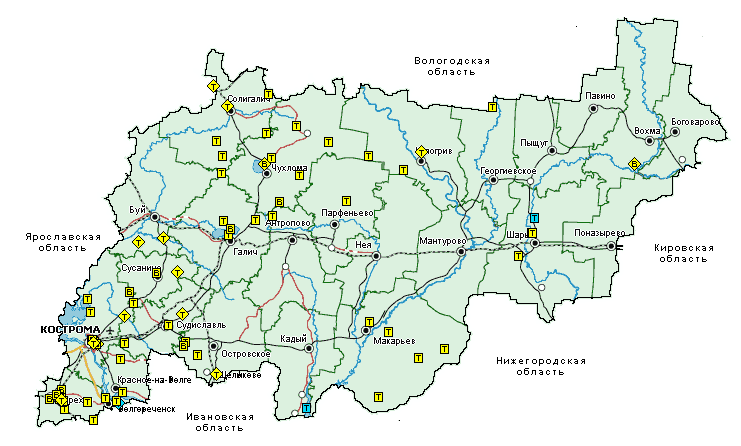 Вологодская
область
Павино
Солигалич
Боговарово
Вохма
Пыщуг
Чухлома
Георгиевское
Буй
Парфеньево
Антропово
Ярославская
область
Шарья
Поназырево
Мантурово
Нея
Галич
Кировская
область
Сусанино
КОСТРОМА
Судиславль
Кадый
Макарьев
Островское
Нижегородская
область
Красное-на-Волге
Волгореченск
Ивановская
область